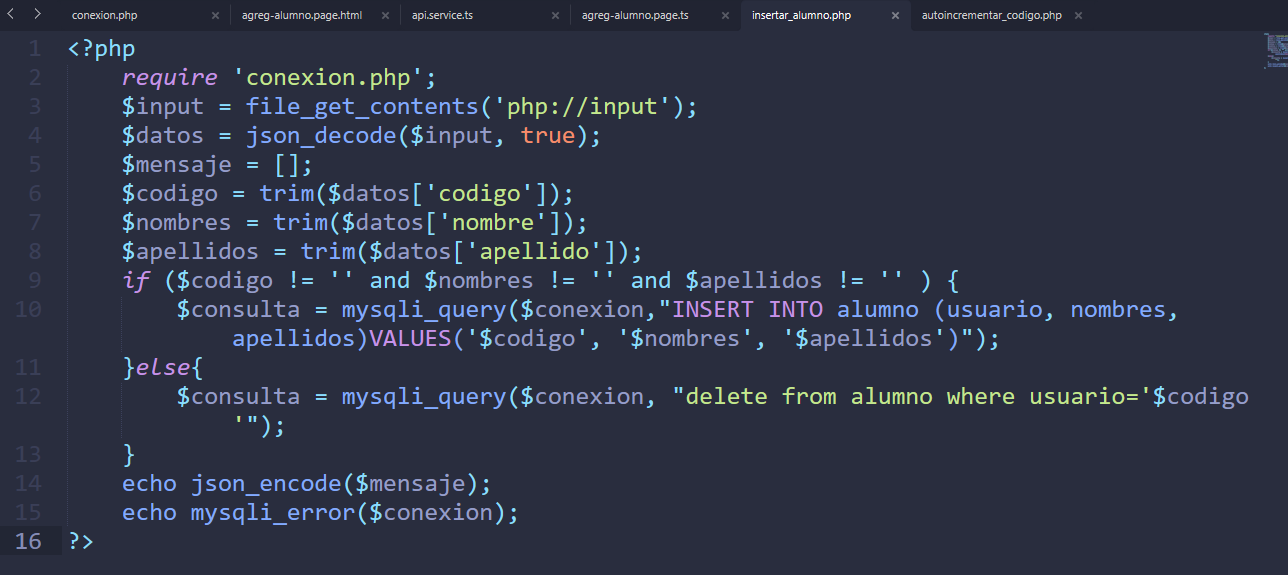 conexion.php × agreg-alumno.page.html × api.service.ts × agreg-alumno.page.ts × insertar_alumno.php × autoincrementar_codigo.php ×
1 <?php
2 require 'conexion.php';
3 $input = file_get_contents('php://input');
4 $datos = json_decode($input, true);
5 $mensaje = [];
6 $codigo = trim($datos['codigo']);
7 $nombres = trim($datos['nombre']);
8 $apellidos = trim($datos['apellido']);
9 if ($codigo != '' and $nombres != '' and $apellidos != '' ) {
10 $consulta = mysqli_query($conexion,"INSERT INTO alumno (usuario, nombres,
apellidos)VALUES('$codigo', '$nombres', '$apellidos')");
11 }else{
12 $consulta = mysqli_query($conexion, "delete from alumno where usuario='$codigo
'");
13 }
14 echo json_encode($mensaje);
15 echo mysqli_error($conexion);
16 ?>